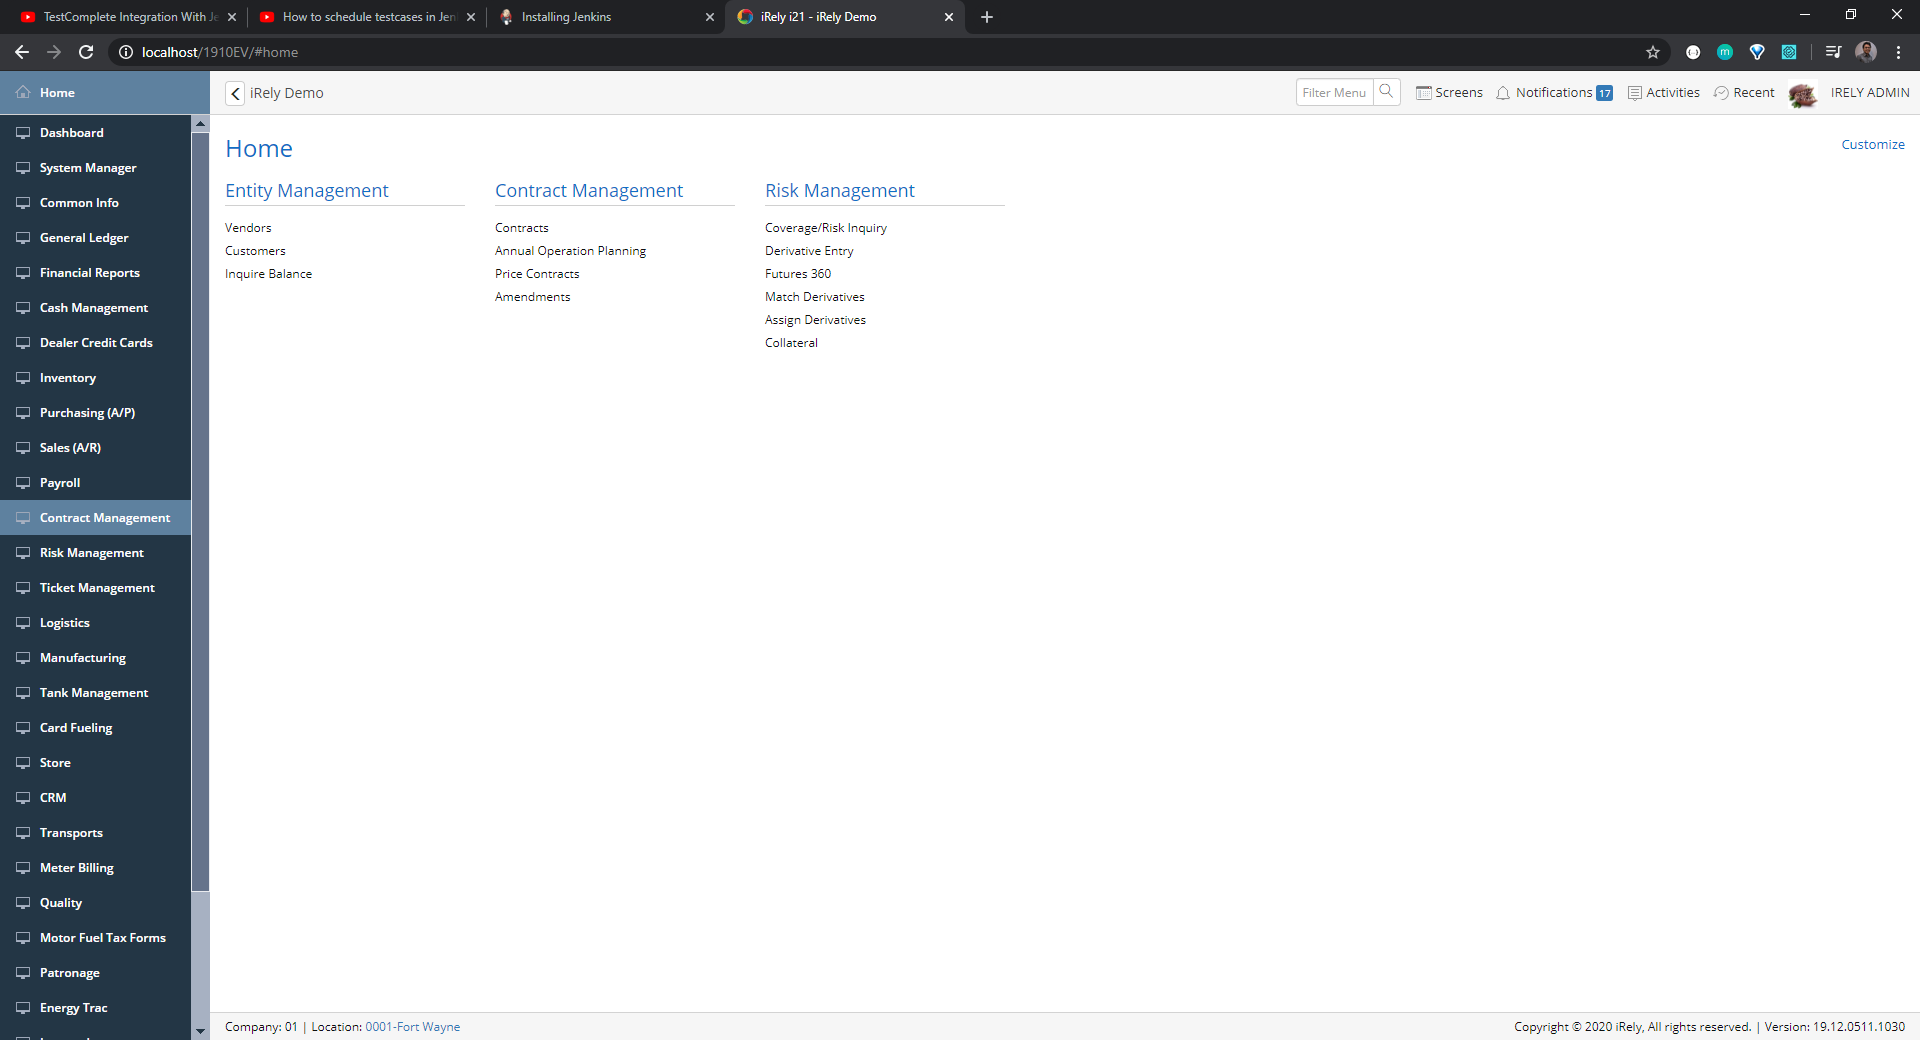 TestComplete Integration With Je
How to schedule testcases in Jen
Installing Jenkins
iRely i21 - iRely Demo
localhost/1910EV/#home
m
Home
iRely Demo
Filter Menu
Screens
Notifications 17
Activities
Recent
IRELY ADMIN
Dashboard
System Manager
Common Info
General Ledger
Financial Reports
Cash Management
Dealer Credit Cards
Inventory
Purchasing (A/P)
Sales (A/R)
Payroll
Contract Management
Risk Management
Ticket Management
Logistics
Manufacturing
Tank Management
Card Fueling
Store
CRM
Transports
Meter Billing
Quality
Motor Fuel Tax Forms
Patronage
Energy Trac
Home
Customize
Entity Management
Vendors
Customers
Inquire Balance
Contract Management
Contracts
Annual Operation Planning
Price Contracts
Amendments
Risk Management
Coverage/Risk Inquiry
Derivative Entry
Futures 360
Match Derivatives
Assign Derivatives
Collateral
Company: 01 | Location: 0001-Fort Wayne
Copyright © 2020 iRely, All rights reserved. | Version: 19.12.0511.1030